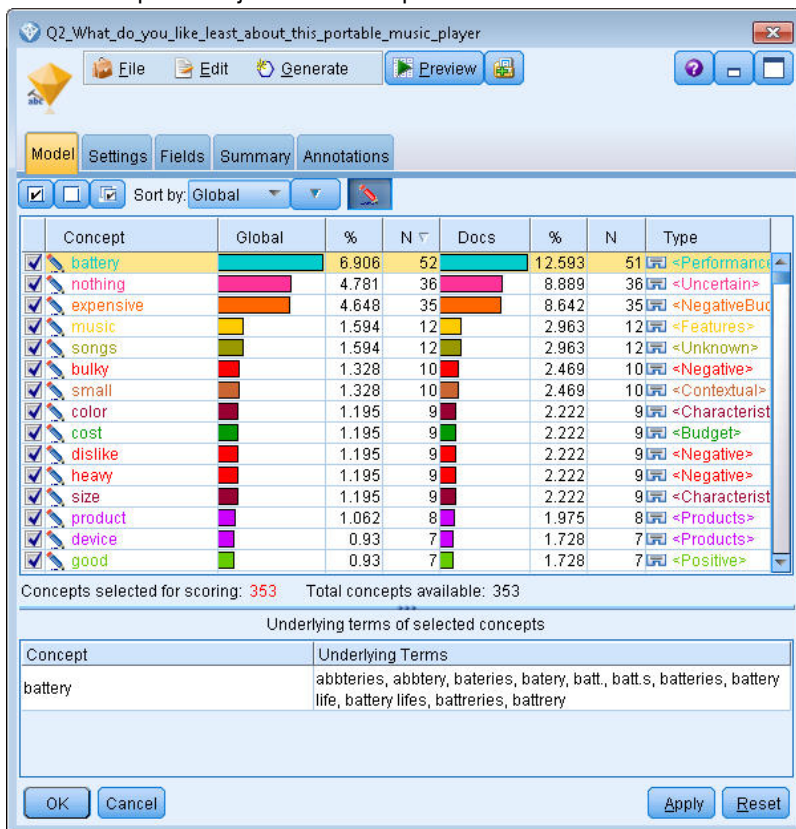 Q2_What_do_you_like_least_about_this_portable_music_player
File Edit Generate Preview
abc
Model Settings Fields Summary Annotations
Sort by: Global
Concept Global % N Docs % N Type
battery 6.906 52 12.593 51 <Performance
nothing 4.781 36 8.889 36 <Uncertain>
expensive 4.648 35 8.642 35 <NegativeBud
music 1.594 12 2.963 12 <Features>
songs 1.594 12 2.963 12 <Unknown>
bulky 1.328 10 2.469 10 <Negative>
small 1.328 10 2.469 10 <Contextual>
color 1.195 9 2.222 9 <Characterist
cost 1.195 9 2.222 9 <Budget>
dislike 1.195 9 2.222 9 <Negative>
heavy 1.195 9 2.222 9 <Negative>
size 1.195 9 2.222 9 <Characterist
product 1.062 8 1.975 8 <Products>
device 0.93 7 1.728 7 <Products>
good 0.93 7 1.728 7 <Positive>
Concepts selected for scoring: 353 Total concepts available: 353
Underlying terms of selected concepts
Concept Underlying Terms
battery abbteries, abbtery, bateries, batery, batt., batt.s, batteries, battery
life, battery lifes, battreries, battrery
OK Cancel Apply Reset